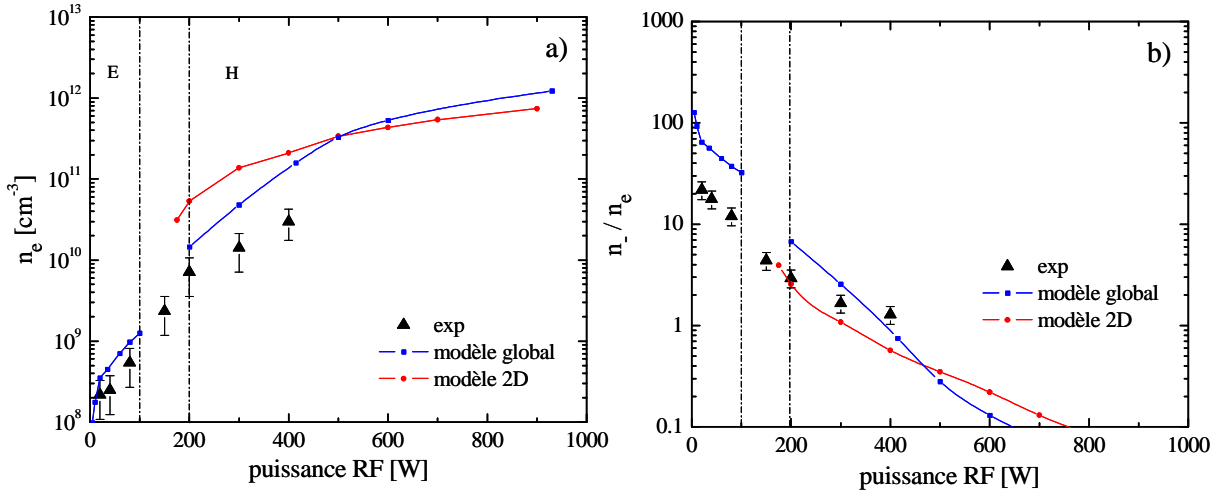 a)
E
H
n_e [cm^-3]
10^13
10^12
10^11
10^10
10^9
10^8
exp
modèle global
modèle 2D
0 200 400 600 800 1000
puissance RF [W]
b)
n_- / n_e
1000
100
10
1
0.1
exp
modèle global
modèle 2D
0 200 400 600 800 1000
puissance RF [W]